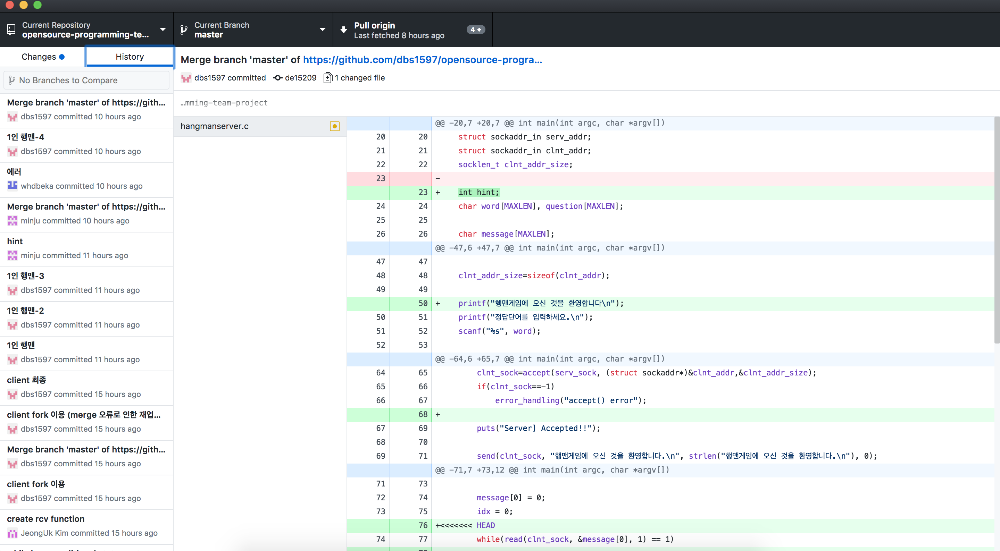 Current Repository
opensource-programming-te...
Current Branch
master
Pull origin
Last fetched 8 hours ago
4
Changes
History
No Branches to Compare
Merge branch 'master' of https://gith...
dbs1597 committed 10 hours ago
1인 행맨-4
dbs1597 committed 10 hours ago
에러
whdbeka committed 10 hours ago
Merge branch 'master' of https://gith...
minju committed 10 hours ago
hint
minju committed 11 hours ago
1인 행맨-3
dbs1597 committed 11 hours ago
1인 행맨-2
dbs1597 committed 11 hours ago
1인 행맨
dbs1597 committed 11 hours ago
client 최종
dbs1597 committed 15 hours ago
client fork 이용 (merge 오류로 인한 재업...
dbs1597 committed 15 hours ago
Merge branch 'master' of https://gith...
dbs1597 committed 15 hours ago
client fork 이용
dbs1597 committed 15 hours ago
create rcv function
JeongUk Kim committed 15 hours ago
Merge branch 'master' of https://github.com/dbs1597/opensource-progra...
dbs1597 committed de15209 1 changed file
...mming-team-project
hangmanserver.c
@@ -20,7 +20,7 @@ int main(int argc, char *argv[])
20 20 struct sockaddr_in serv_addr;
21 21 struct sockaddr_in clnt_addr;
22 22 socklen_t clnt_addr_size;
23 -
23 + int hint;
24 24 char word[MAXLEN], question[MAXLEN];
25 25
26 26 char message[MAXLEN];
@@ -47,6 +47,7 @@ int main(int argc, char *argv[])
47 47
48 48 clnt_addr_size=sizeof(clnt_addr);
49 49
50 + printf("행맨게임에 오신 것을 환영합니다\n");
50 51 printf("정답단어를 입력하세요.\n");
51 52 scanf("%s", word);
52 53
@@ -64,6 +65,7 @@ int main(int argc, char *argv[])
64 65 clnt_sock=accept(serv_sock, (struct sockaddr*)&clnt_addr,&clnt_addr_size);
65 66 if(clnt_sock==-1)
66 67 error_handling("accept() error");
68 +
67 69 puts("Server] Accepted!!");
68 70
69 71 send(clnt_sock, "행맨게임에 오신 것을 환영합니다.\n", strlen("행맨게임에 오신 것을 환영합니다.\n"), 0);
@@ -71,7 +73,12 @@ int main(int argc, char *argv[])
71 73
72 74 message[0] = 0;
73 75 idx = 0;
76 +<<<<<<< HEAD
74 77 while(read(clnt_sock, &message[0], 1) == 1)